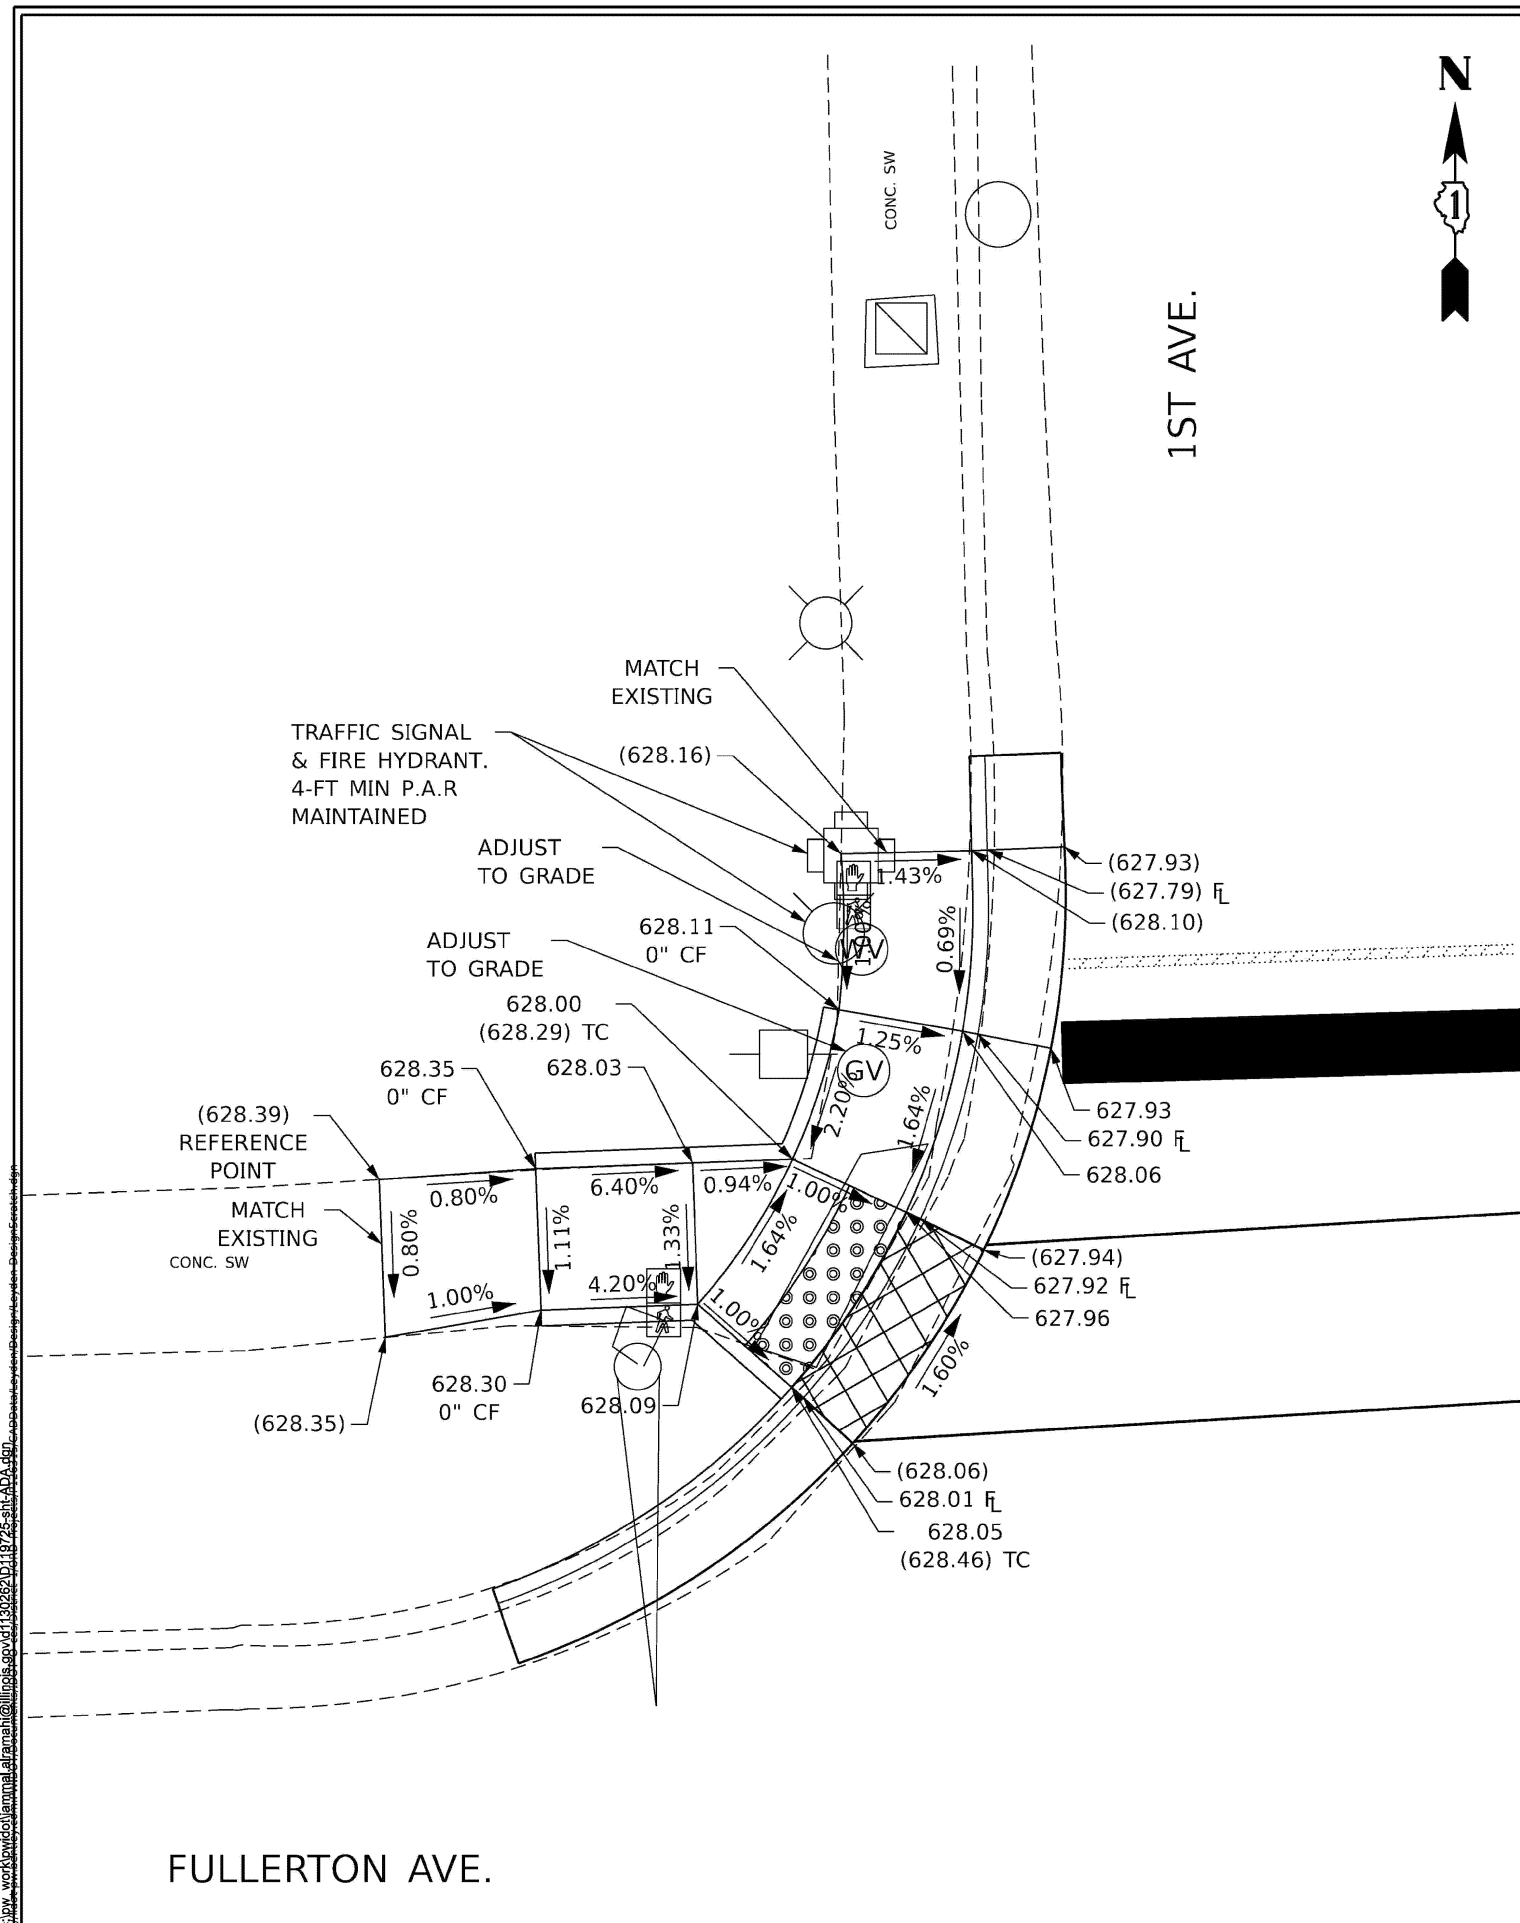 N
1
CONC. SW
1ST AVE.
MATCH
EXISTING
TRAFFIC SIGNAL
& FIRE HYDRANT.
4-FT MIN P.A.R
MAINTAINED
(628.16)
ADJUST
TO GRADE
1.43%
(627.93)
(627.79) FL
(628.10)
628.11
0" CF
WV
0.69%
ADJUST
TO GRADE
628.00
(628.29) TC
1.25%
GV
628.35
0" CF
628.03
2.20%
1.64%
627.93
627.90 FL
628.06
(628.39)
REFERENCE
POINT
MATCH
EXISTING
CONC. SW
0.80%
6.40%
0.94%
1.00%
0.80%
1.11%
1.33%
1.64%
(627.94)
627.92 FL
627.96
1.00%
4.20%
1.00%
1.60%
628.30
0" CF
628.09
(628.35)
(628.06)
628.01 FL
628.05
(628.46) TC
FULLERTON AVE.